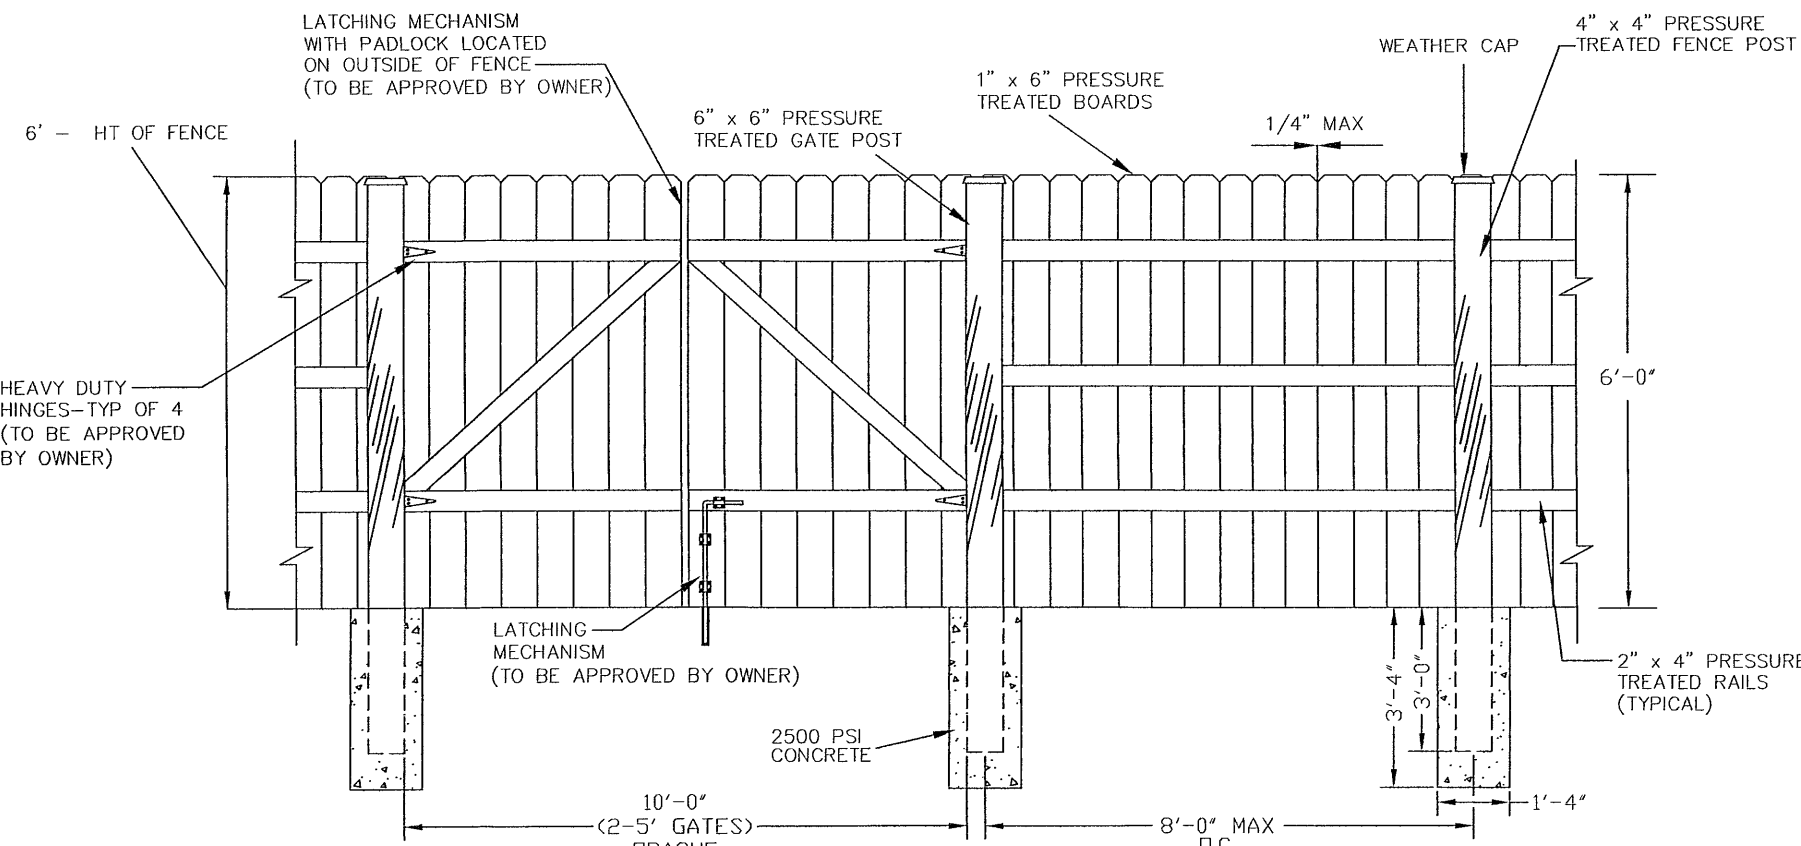 LATCHING MECHANISM
WITH PADLOCK LOCATED
ON OUTSIDE OF FENCE
(TO BE APPROVED BY OWNER)
6' - HT OF FENCE
6" x 6" PRESSURE
TREATED GATE POST
1" x 6" PRESSURE
TREATED BOARDS
1/4" MAX
WEATHER CAP
4" x 4" PRESSURE
TREATED FENCE POST
HEAVY DUTY
HINGES-TYP OF 4
(TO BE APPROVED
BY OWNER)
6'-0"
LATCHING
MECHANISM
(TO BE APPROVED BY OWNER)
2" x 4" PRESSURE
TREATED RAILS
(TYPICAL)
3'-4"
3'-0"
2500 PSI
CONCRETE
1'-4"
10'-0"
(2-5' GATES)
8'-0" MAX